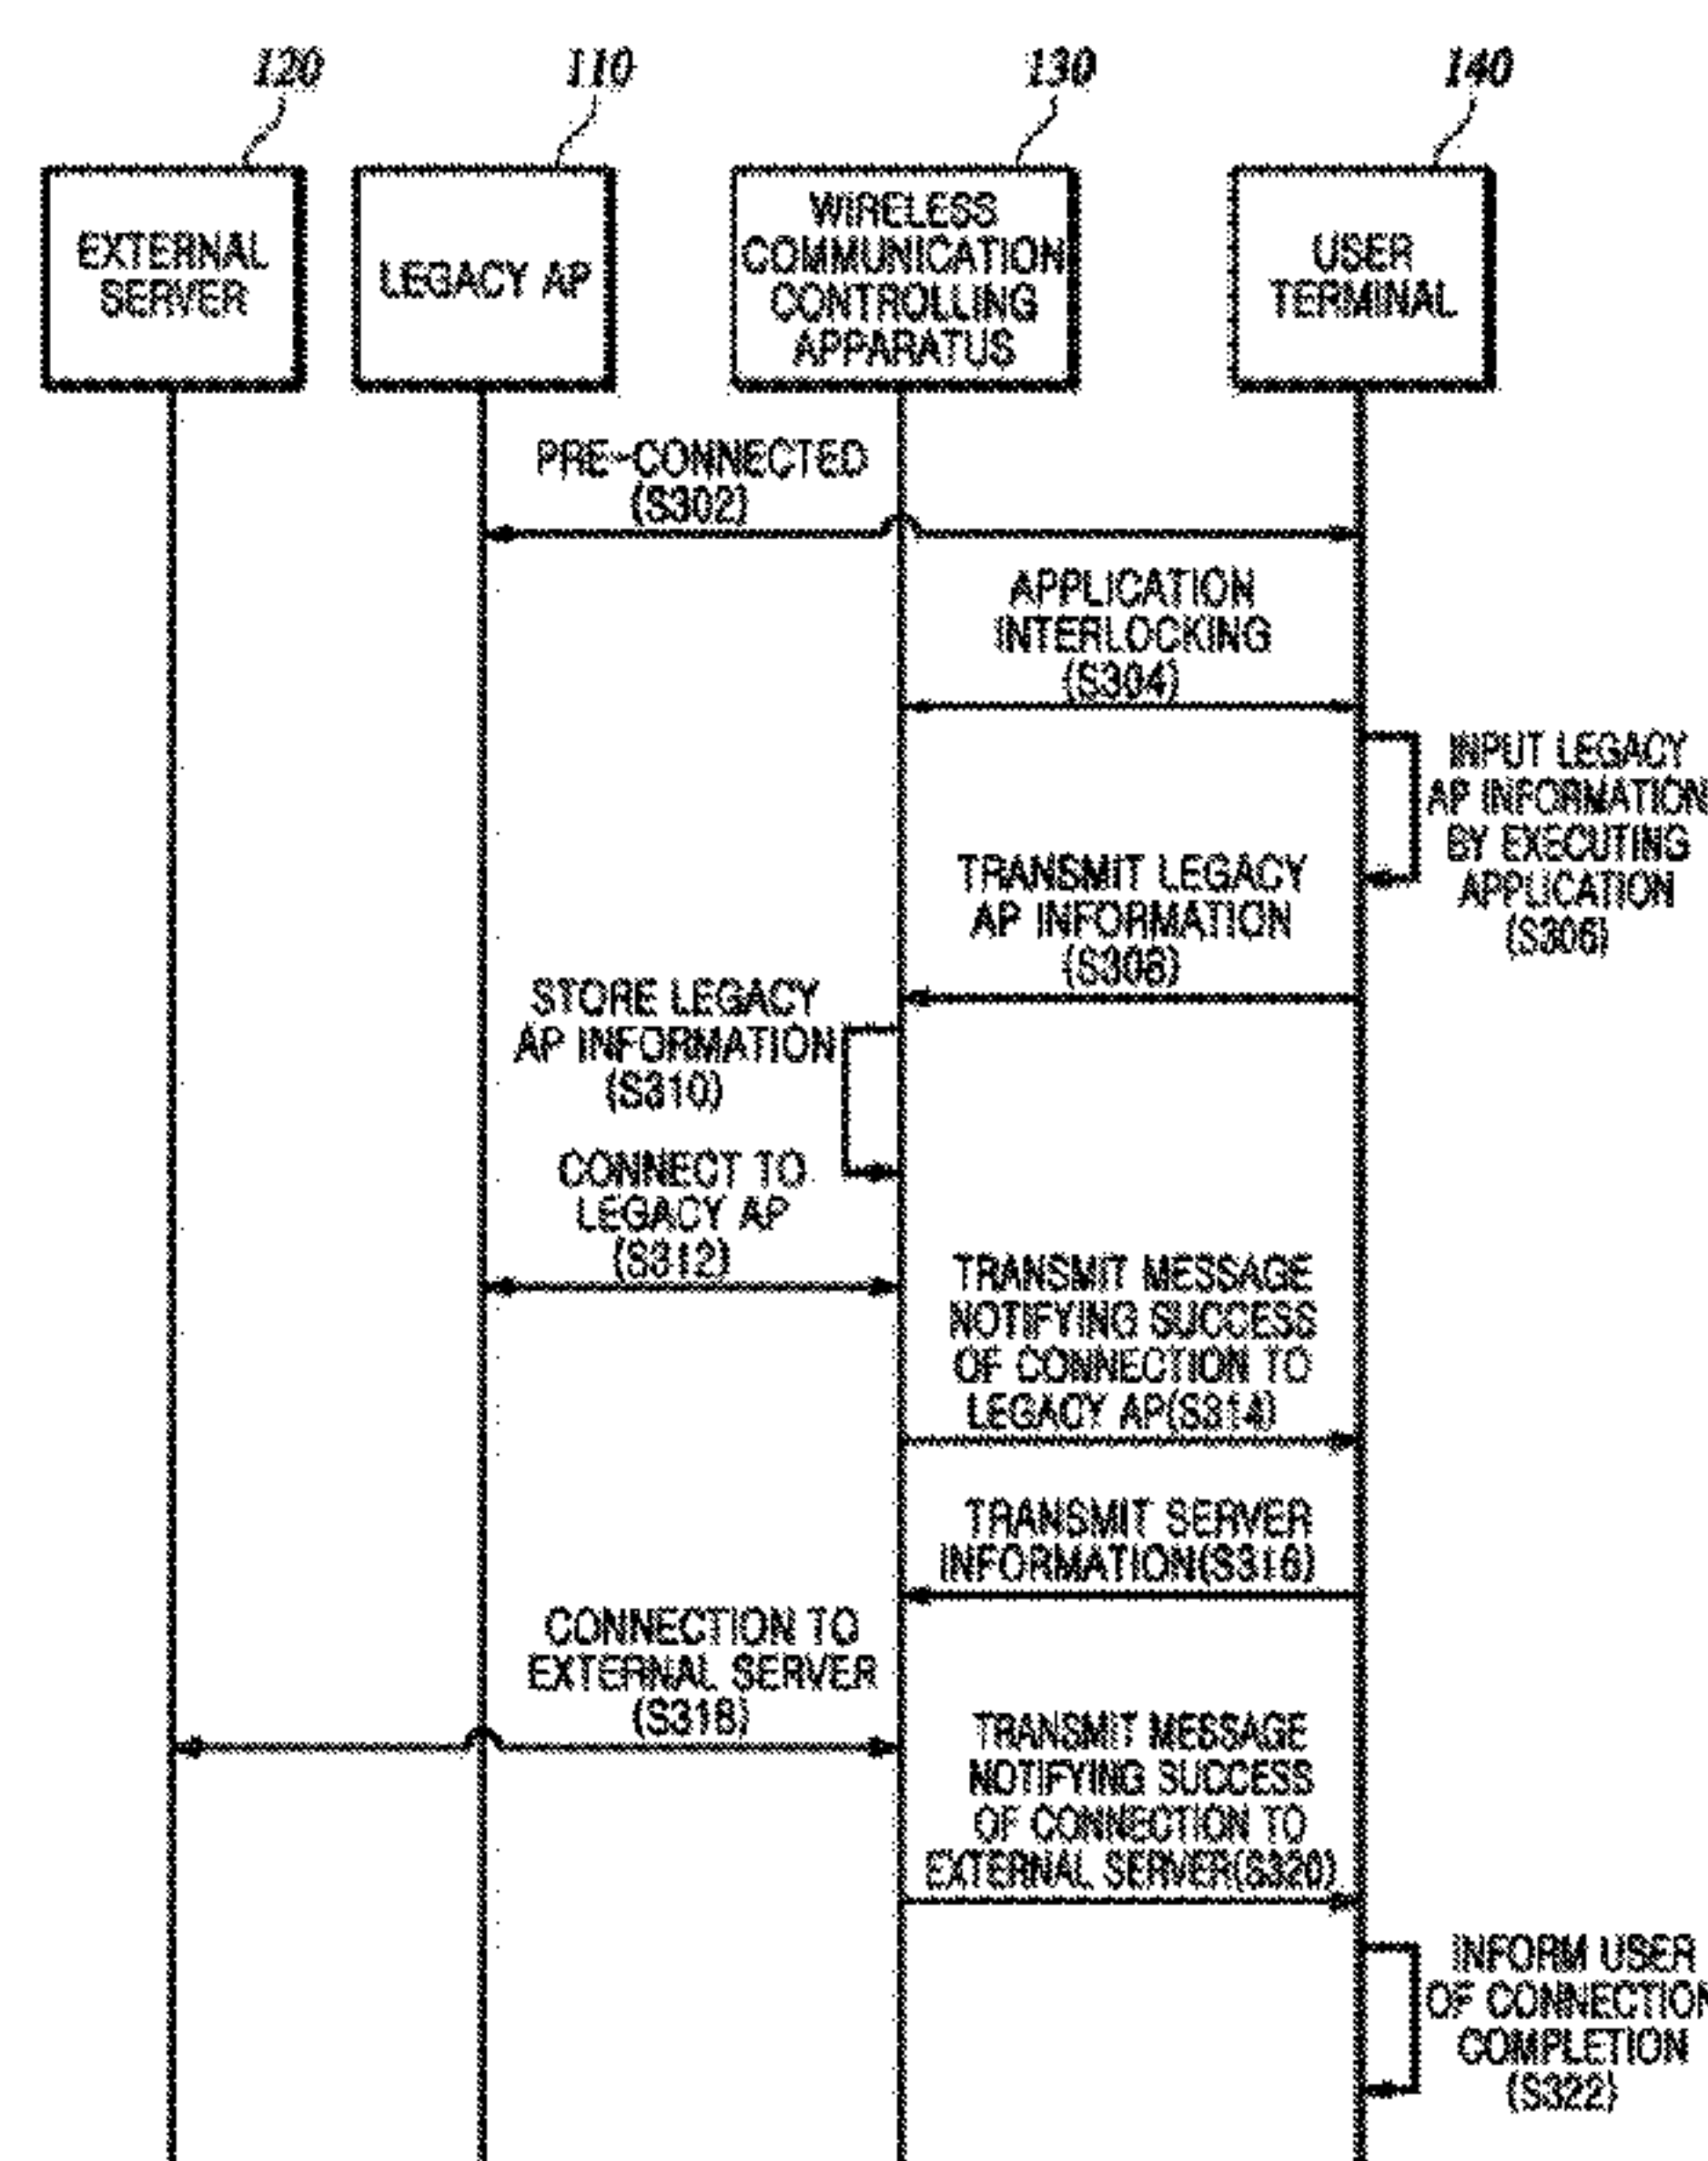 120
110
130
140
EXTERNAL
SERVER
LEGACY AP
WIRELESS
COMMUNICATION
CONTROLLING
APPARATUS
USER
TERMINAL
PRE-CONNECTED
(S302)
APPLICATION
INTERLOCKING
(S304)
INPUT LEGACY
AP INFORMATION
BY EXECUTING
APPLICATION
(S306)
TRANSMIT LEGACY
AP INFORMATION
(S308)
STORE LEGACY
AP INFORMATION
(S310)
CONNECT TO
LEGACY AP
(S312)
TRANSMIT MESSAGE
NOTIFYING SUCCESS
OF CONNECTION TO
LEGACY AP(S314)
TRANSMIT SERVER
INFORMATION(S316)
CONNECTION TO
EXTERNAL SERVER
(S318)
TRANSMIT MESSAGE
NOTIFYING SUCCESS
OF CONNECTION TO
EXTERNAL SERVER(S320)
INFORM USER
OF CONNECTION
COMPLETION
(S322)